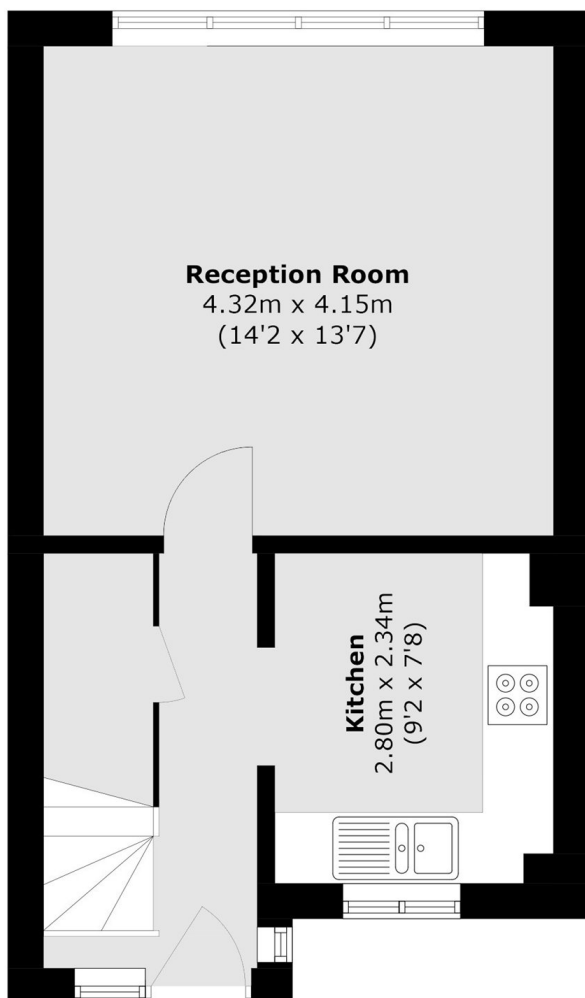 Reception Room
4.32m x 4.15m
(14'2 x 13'7)
Kitchen
2.80m x 2.34m
(9'2 x 7'8)